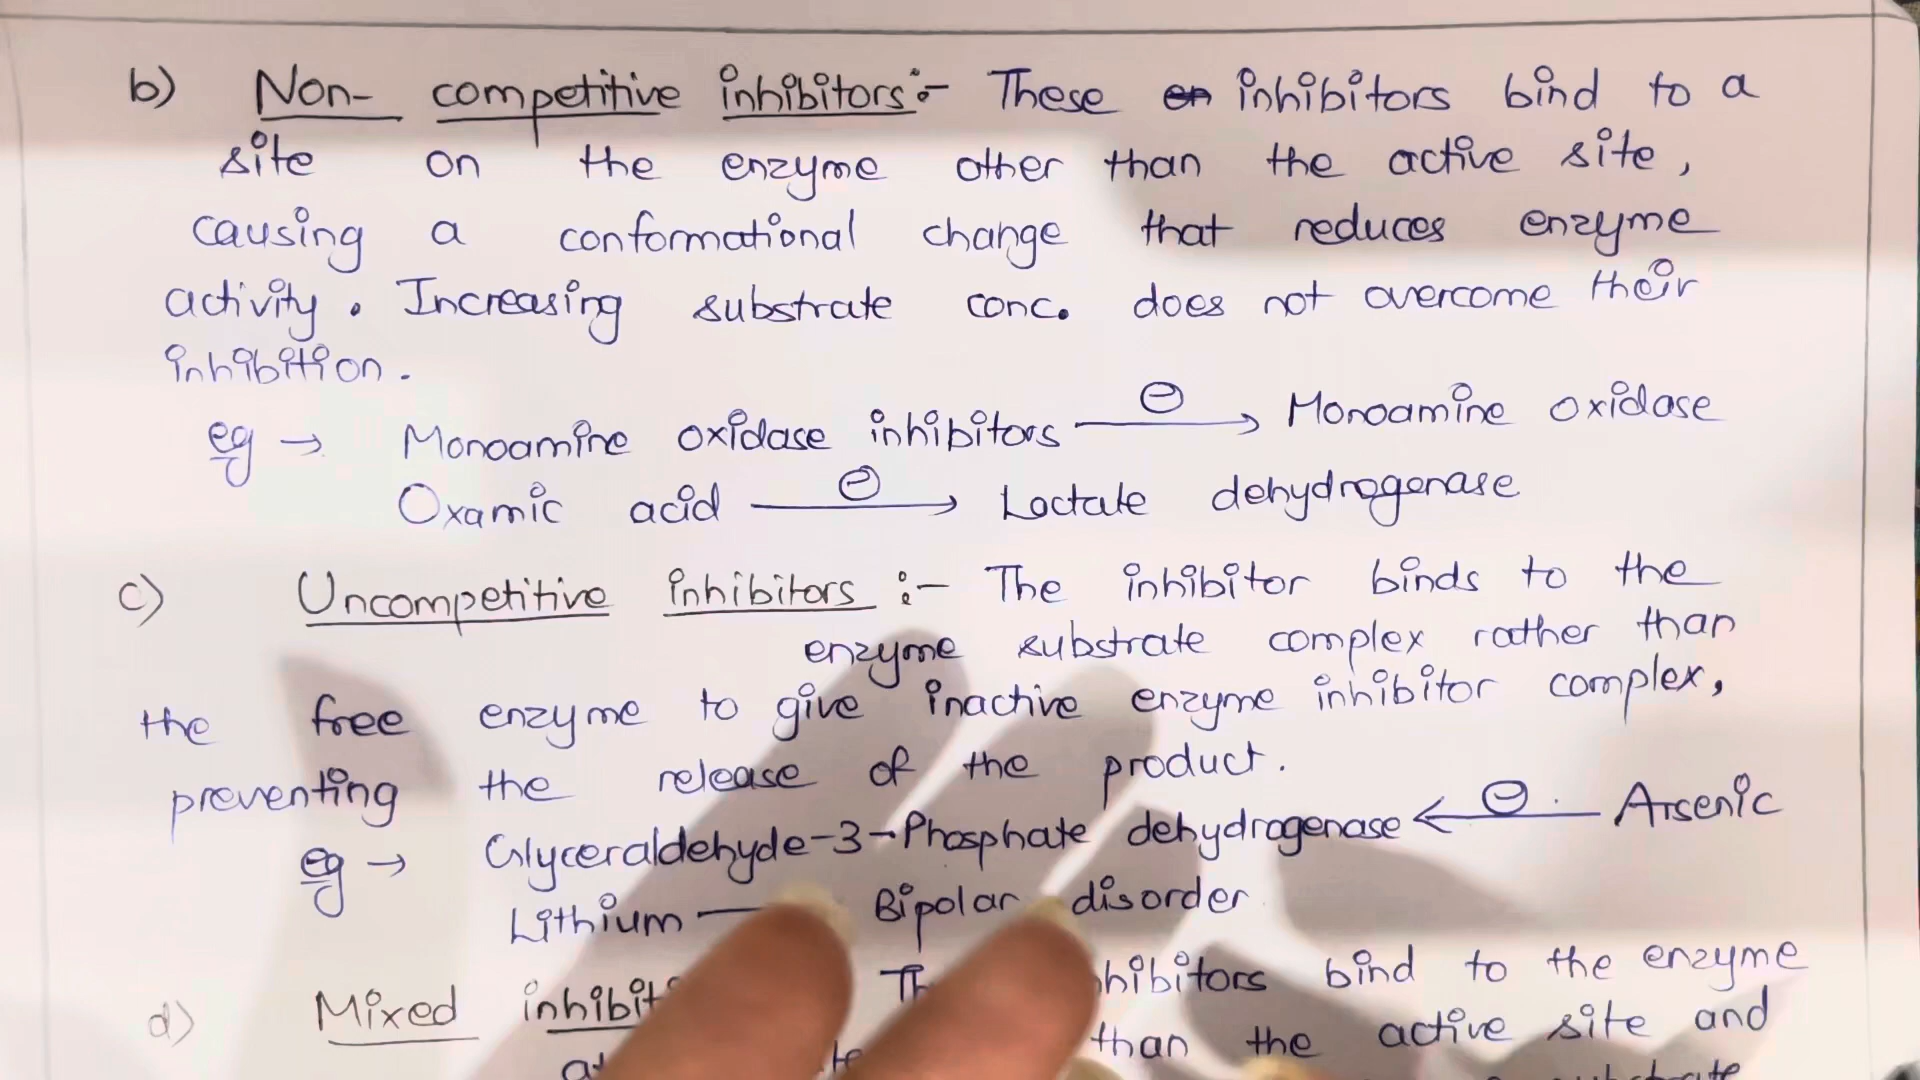 b) Non- competitive inhibitors:- These inhibitors bind to a
site on the enzyme other than the active site,
causing a conformational change that reduces enzyme
activity. Increasing substrate conc. does not overcome their
inhibition.
eg → Monoamine oxidase inhibitors ⊖→ Monoamine oxidase
Oxamic acid ⊖→ Lactate dehydrogenase
c) Uncompetitive inhibitors :- The inhibitor binds to the
enzyme substrate complex rather than
the free enzyme to give inactive enzyme inhibitor complex,
preventing the release of the product.
eg → Glyceraldehyde-3-Phosphate dehydrogenase ←⊖ Arsenic
Lithium — Bipolar disorder
d) Mixed bind to the enzyme
than the active site and